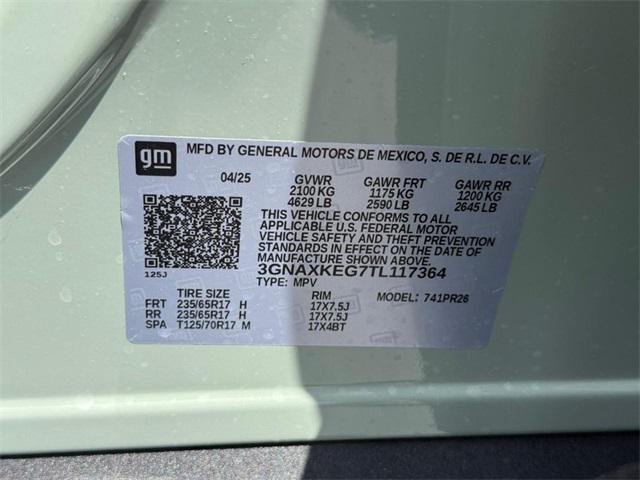 gm MFD BY GENERAL MOTORS DE MEXICO, S. DE R.L. DE C.V.
04/25 GVWR GAWR FRT GAWR RR
2100 KG 1175 KG 1200 KG
4629 LB 2590 LB 2645 LB
THIS VEHICLE CONFORMS TO ALL
APPLICABLE U.S. FEDERAL MOTOR
VEHICLE SAFETY AND THEFT PREVENTION
STANDARDS IN EFFECT ON THE DATE OF
MANUFACTURE SHOWN ABOVE.
3GNAXKEG7TL117364
125J TYPE: MPV
TIRE SIZE RIM MODEL: 741PR26
FRT 235/65R17 H 17X7.5J
RR 235/65R17 H 17X7.5J
SPA T125/70R17 M 17X4BT